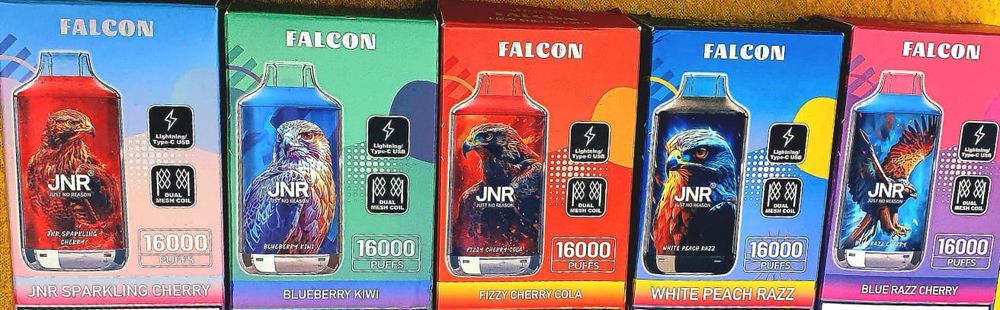 FALCON
JNR
JUST NO REASON
JNR SPARKLING
CHERRY
Lightning/
Type-C USB
DUAL
MESH COIL
16000
PUFFS
JNR SPARKLING CHERRY
FALCON
JNR
JUST NO REASON
BLUEBERRY KIWI
Lightning/
Type-C USB
DUAL
MESH COIL
16000
PUFFS
BLUEBERRY KIWI
FIZZY CHERRY COLA
FALCON
JNR
JUST NO REASON
FIZZY CHERRY COLA
Lightning/
Type-C USB
DUAL
MESH COIL
16000
PUFFS
FIZZY CHERRY COLA
FALCON
JNR
JUST NO REASON
WHITE PEACH RAZZ
Lightning/
Type-C USB
DUAL
MESH COIL
16000
PUFFS
WHITE PEACH RAZZ
FALCON
JNR
JUST NO REASON
BLUE RAZZ CHERRY
Lightning/
Type-C USB
DUAL
MESH COIL
16000
PUFFS
BLUE RAZZ CHERRY